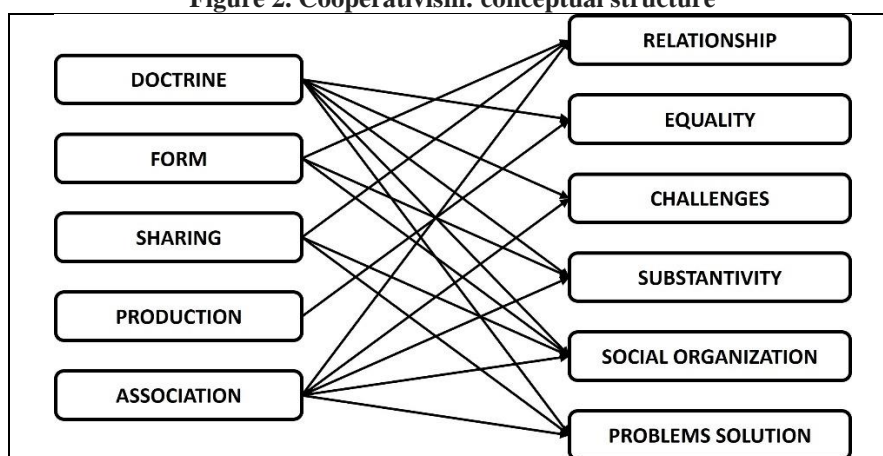 Figure 2. Cooperativism: conceptual structure
DOCTRINE
FORM
SHARING
PRODUCTION
ASSOCIATION
RELATIONSHIP
EQUALITY
CHALLENGES
SUBSTANTIVITY
SOCIAL ORGANIZATION
PROBLEMS SOLUTION